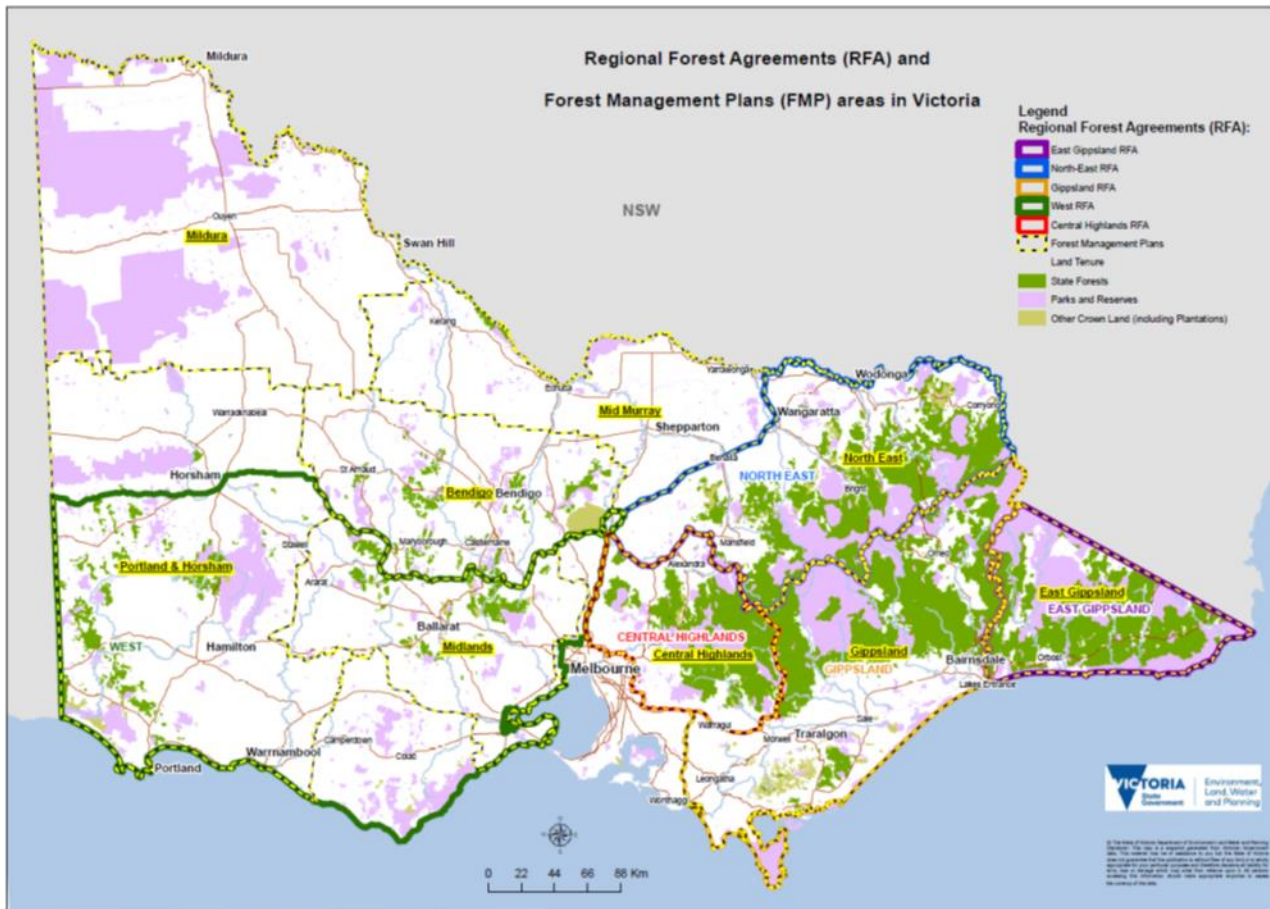 Regional Forest Agreements (RFA) and
Forest Management Plans (FMP) areas in Victoria
Legend
Regional Forest Agreements (RFA):
East Gippsland RFA
North-East RFA
Gippsland RFA
West RFA
Central Highlands RFA
Forest Management Plans
Land Tenure
State Forests
Parks and Reserves
Other Crown Land (including Plantations)
NSW
Mildura
Ouyen
Mildura
Swan Hill
Kerang
Echuca
Yarrawonga
Wodonga
Corryong
Warracknabeal
Mid Murray
Shepparton
Wangaratta
Horsham
St Arnaud
Bendigo
Bendigo
Benalla
NORTH EAST
North East
Bright
Stawell
Maryborough
Castlemaine
Mansfield
Omeo
Portland & Horsham
Ararat
Alexandra
East Gippsland
EAST GIPPSLAND
WEST
Hamilton
Ballarat
Midlands
Melbourne
CENTRAL HIGHLANDS
Central Highlands
Gippsland
GIPPSLAND
Bairnsdale
Orbost
Lakes Entrance
Warragul
Sale
Morwell
Traralgon
Warrnambool
Camperdown
Colac
Portland
Leongatha
Wonthaggi
0 22 44 66 88 Km
VICTORIA
State
Government
Environment,
Land, Water
and Planning